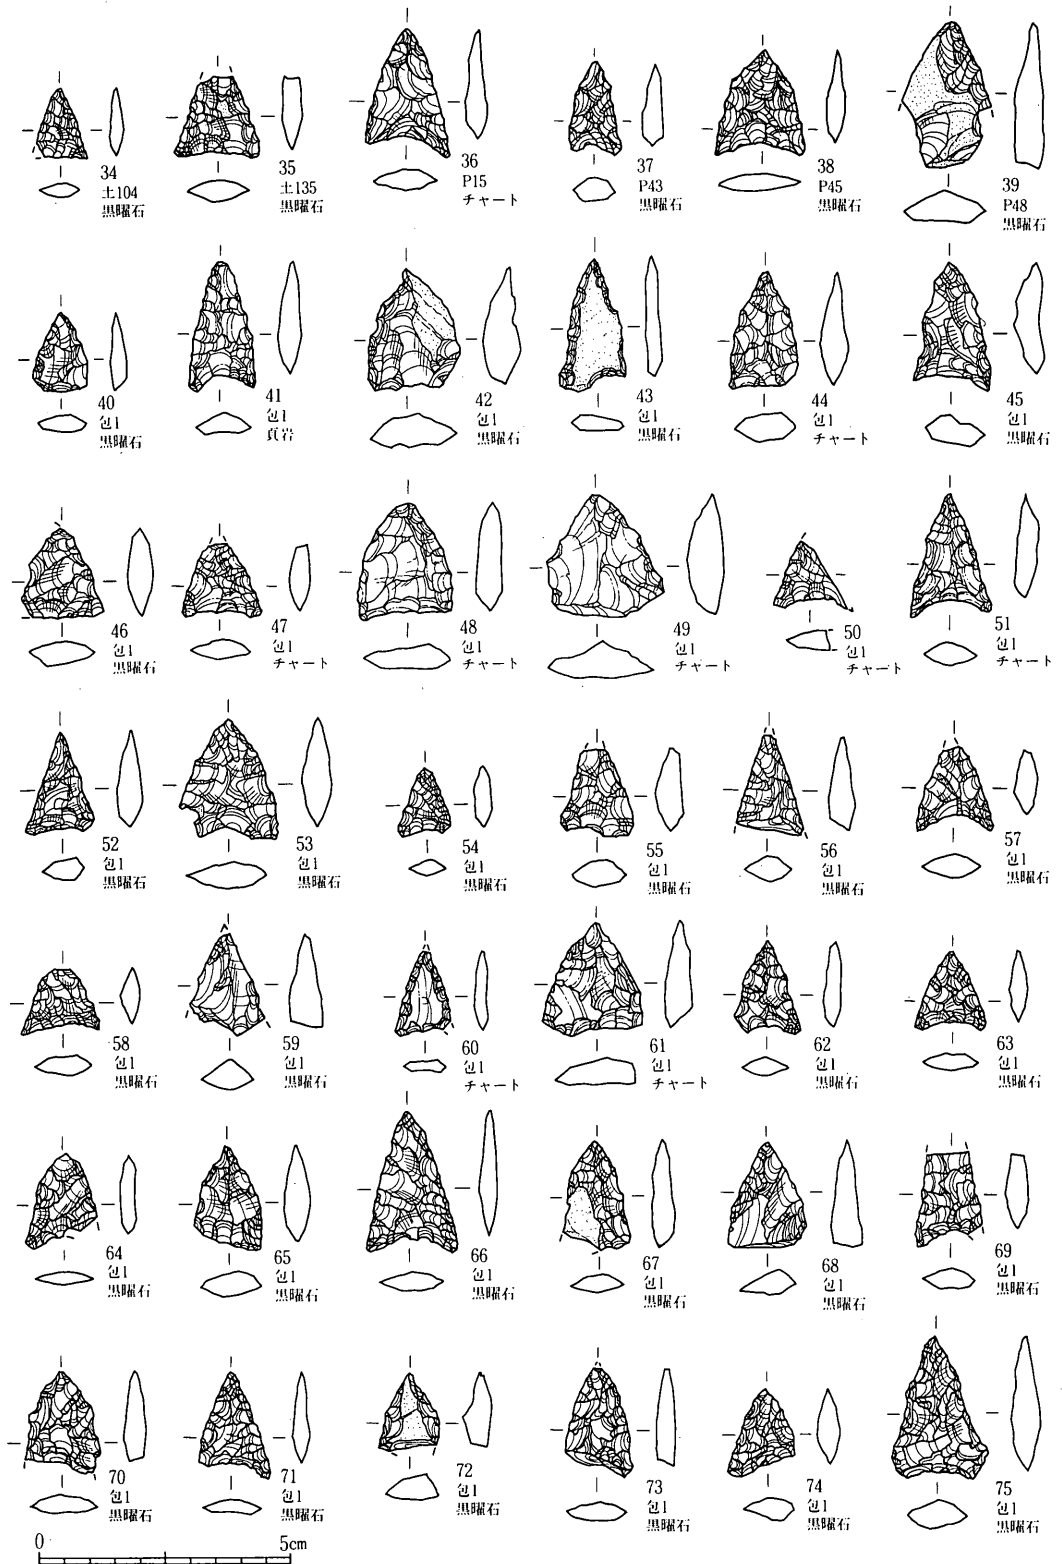 34
土104
黒曜石
35
土135
黒曜石
36
P15
チャート
37
P43
黒曜石
38
P45
黒曜石
39
P48
黒曜石
40
包1
黒曜石
41
包1
頁岩
42
包1
黒曜石
43
包1
黒曜石
44
包1
チャート
45
包1
黒曜石
46
包1
黒曜石
47
包1
チャート
48
包1
チャート
49
包1
チャート
50
包1
チャート
51
包1
チャート
52
包1
黒曜石
53
包1
黒曜石
54
包1
黒曜石
55
包1
黒曜石
56
包1
黒曜石
57
包1
黒曜石
58
包1
黒曜石
59
包1
黒曜石
60
包1
チャート
61
包1
チャート
62
包1
黒曜石
63
包1
黒曜石
64
包1
黒曜石
65
包1
黒曜石
66
包1
黒曜石
67
包1
黒曜石
68
包1
黒曜石
69
包1
黒曜石
70
包1
黒曜石
71
包1
黒曜石
72
包1
黒曜石
73
包1
黒曜石
74
包1
黒曜石
75
包1
黒曜石
0 5cm